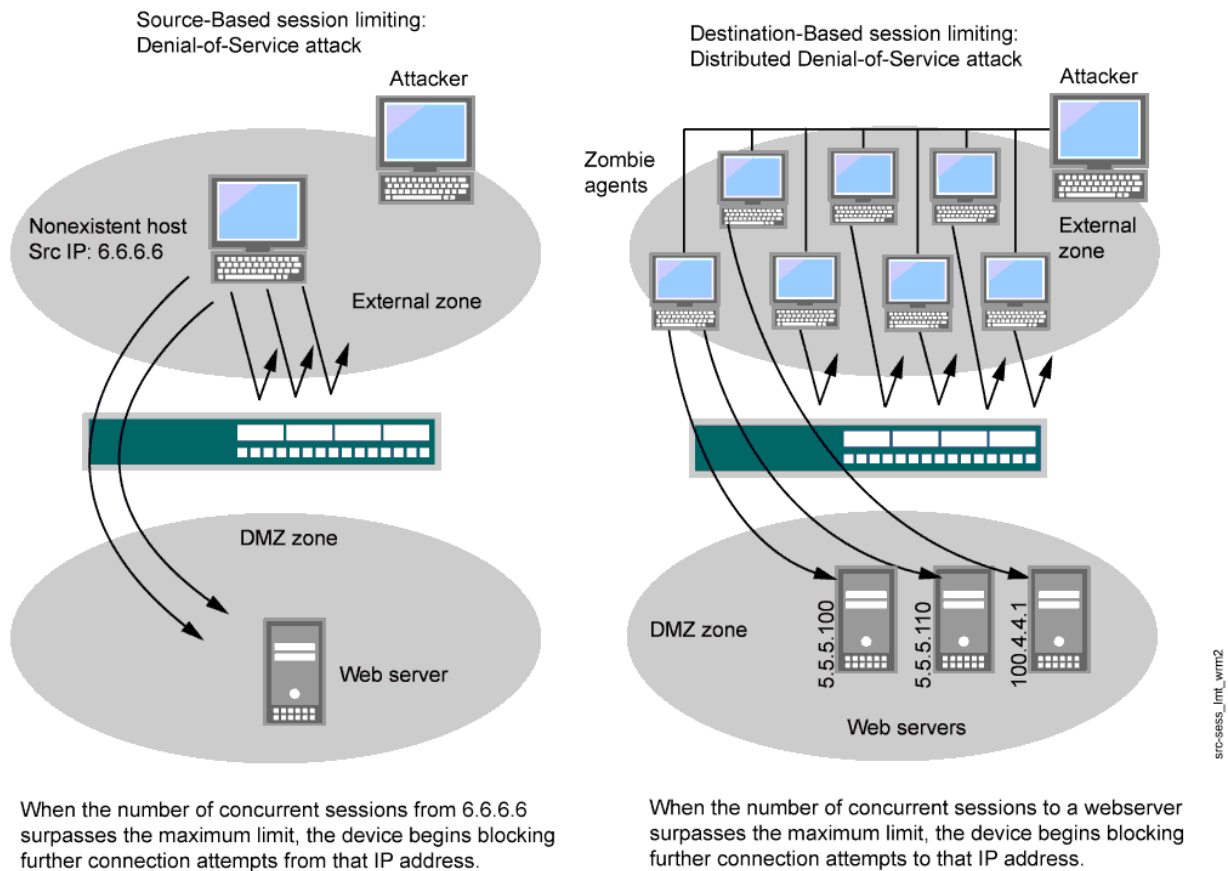 Source-Based session limiting:
Denial-of-Service attack
Attacker
Nonexistent host
Src IP: 6.6.6.6
External zone
DMZ zone
Web server
When the number of concurrent sessions from 6.6.6.6
surpasses the maximum limit, the device begins blocking
further connection attempts from that IP address.
Destination-Based session limiting:
Distributed Denial-of-Service attack
Attacker
Zombie
agents
External
zone
DMZ zone
5.5.5.100
5.5.5.110
100.4.4.1
Web servers
When the number of concurrent sessions to a webserver
surpasses the maximum limit, the device begins blocking
further connection attempts to that IP address.
src-sess_lmt_wrm2